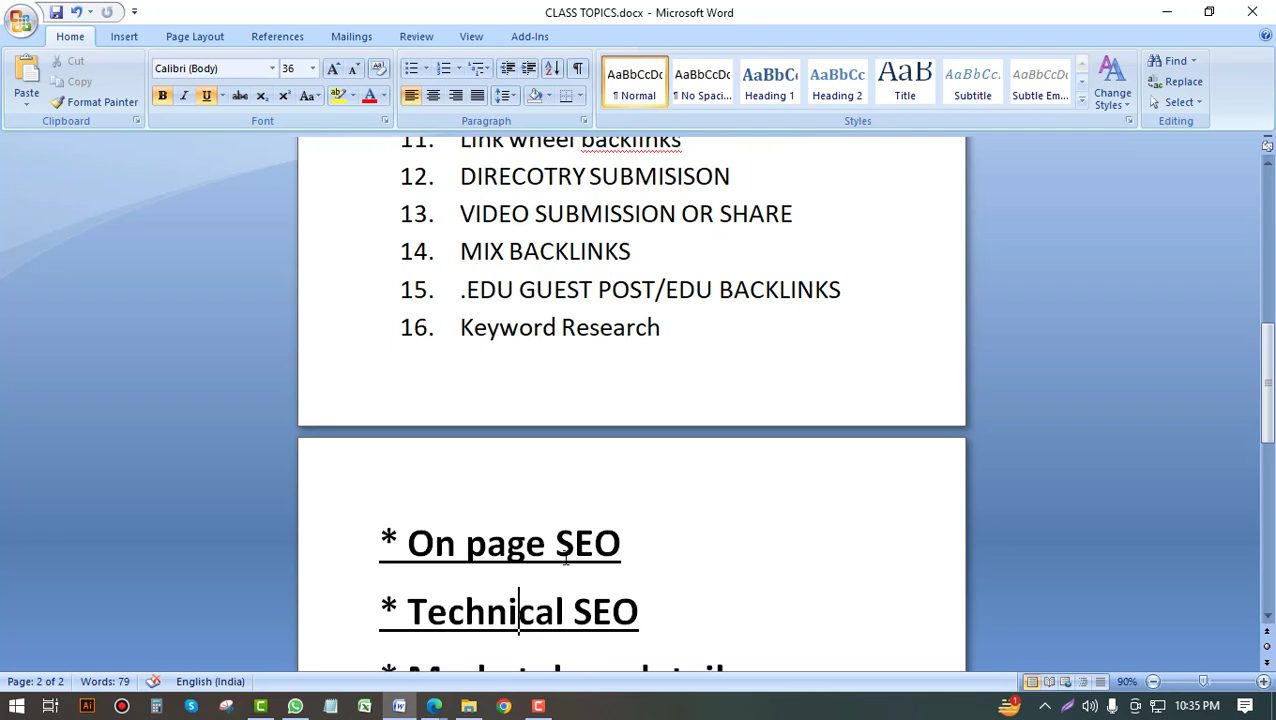 CLASS TOPICS.docx - Microsoft Word
Home Insert Page Layout References Mailings Review View Add-Ins
Paste
Cut
Copy
Format Painter
Clipboard
Calibri (Body) 36
Font
Paragraph
AaBbCcDc AaBbCcDc AaBbC AaBbCc AaB AaBbCc. AaBbCcDc
¶ Normal ¶ No Spaci... Heading 1 Heading 2 Title Subtitle Subtle Em...
Styles
Change
Styles
Find
Replace
Select
Editing
11. Link wheel backlinks
12. DIRECOTRY SUBMISISON
13. VIDEO SUBMISSION OR SHARE
14. MIX BACKLINKS
15. .EDU GUEST POST/EDU BACKLINKS
16. Keyword Research
* On page SEO
* Technical SEO
Page: 2 of 2 Words: 79 English (India) 90%
10:35 PM